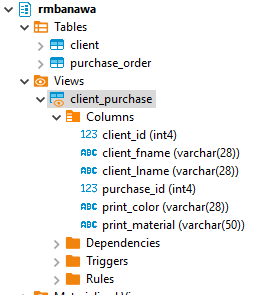 rmbanawa
Tables
client
purchase_order
Views
client_purchase
Columns
123 client_id (int4)
ABC client_fname (varchar(28))
ABC client_lname (varchar(28))
123 purchase_id (int4)
ABC print_color (varchar(28))
ABC print_material (varchar(50))
Dependencies
Triggers
Rules